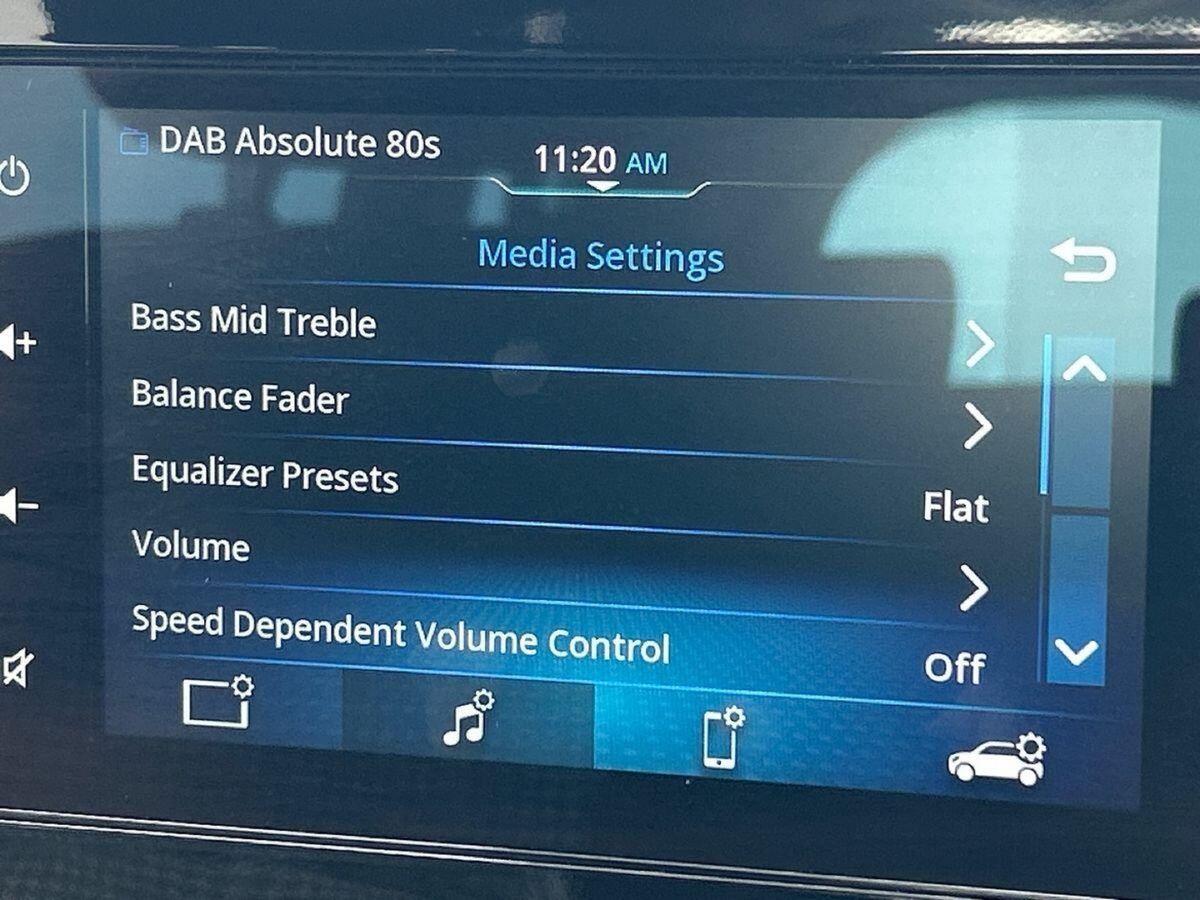 DAB Absolute 80s
11:20 AM
Media Settings
Bass Mid Treble
Balance Fader
Equalizer Presets
Flat
Volume
Speed Dependent Volume Control
Off